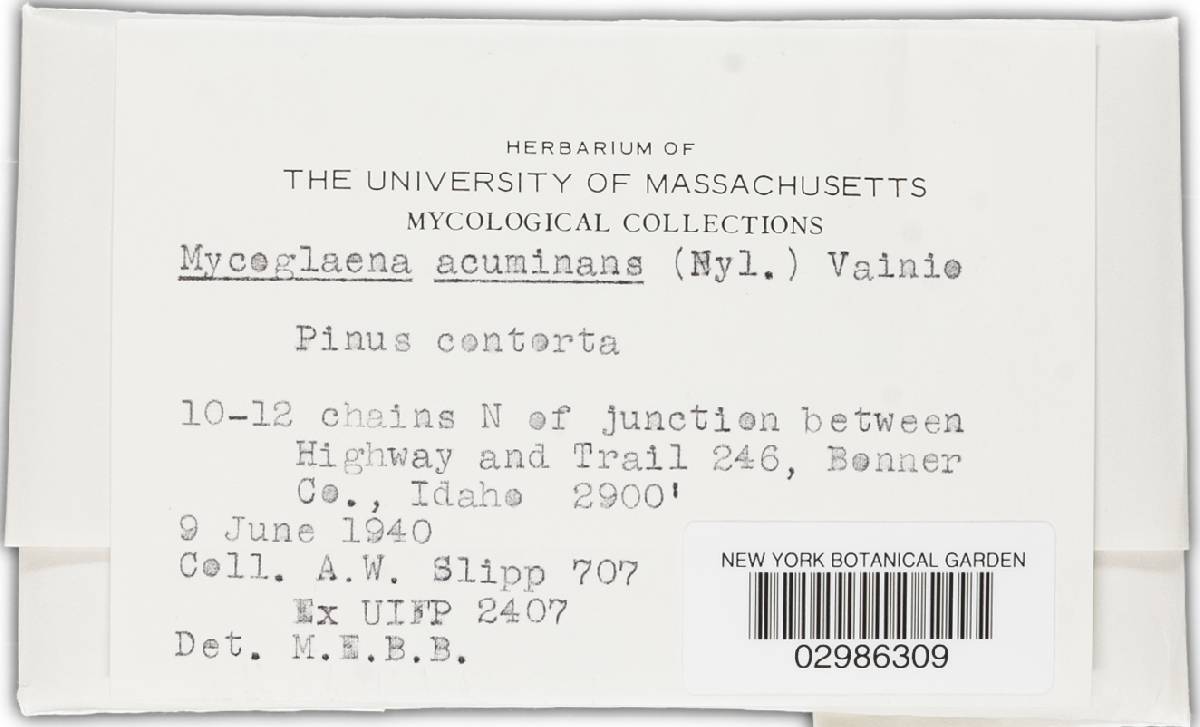 HERBARIUM OF
THE UNIVERSITY OF MASSACHUSETTS
MYCOLOGICAL COLLECTIONS
Mycoglaena acuminans (Nyl.) Vainio
Pinus contorta
10-12 chains N of junction between
Highway and Trail 246, Bonner
Co., Idaho 2900'
9 June 1940
Coll. A.W. Slipp 707
Ex UIFP 2407
Det. M.E.B.B.
NEW YORK BOTANICAL GARDEN
02986309